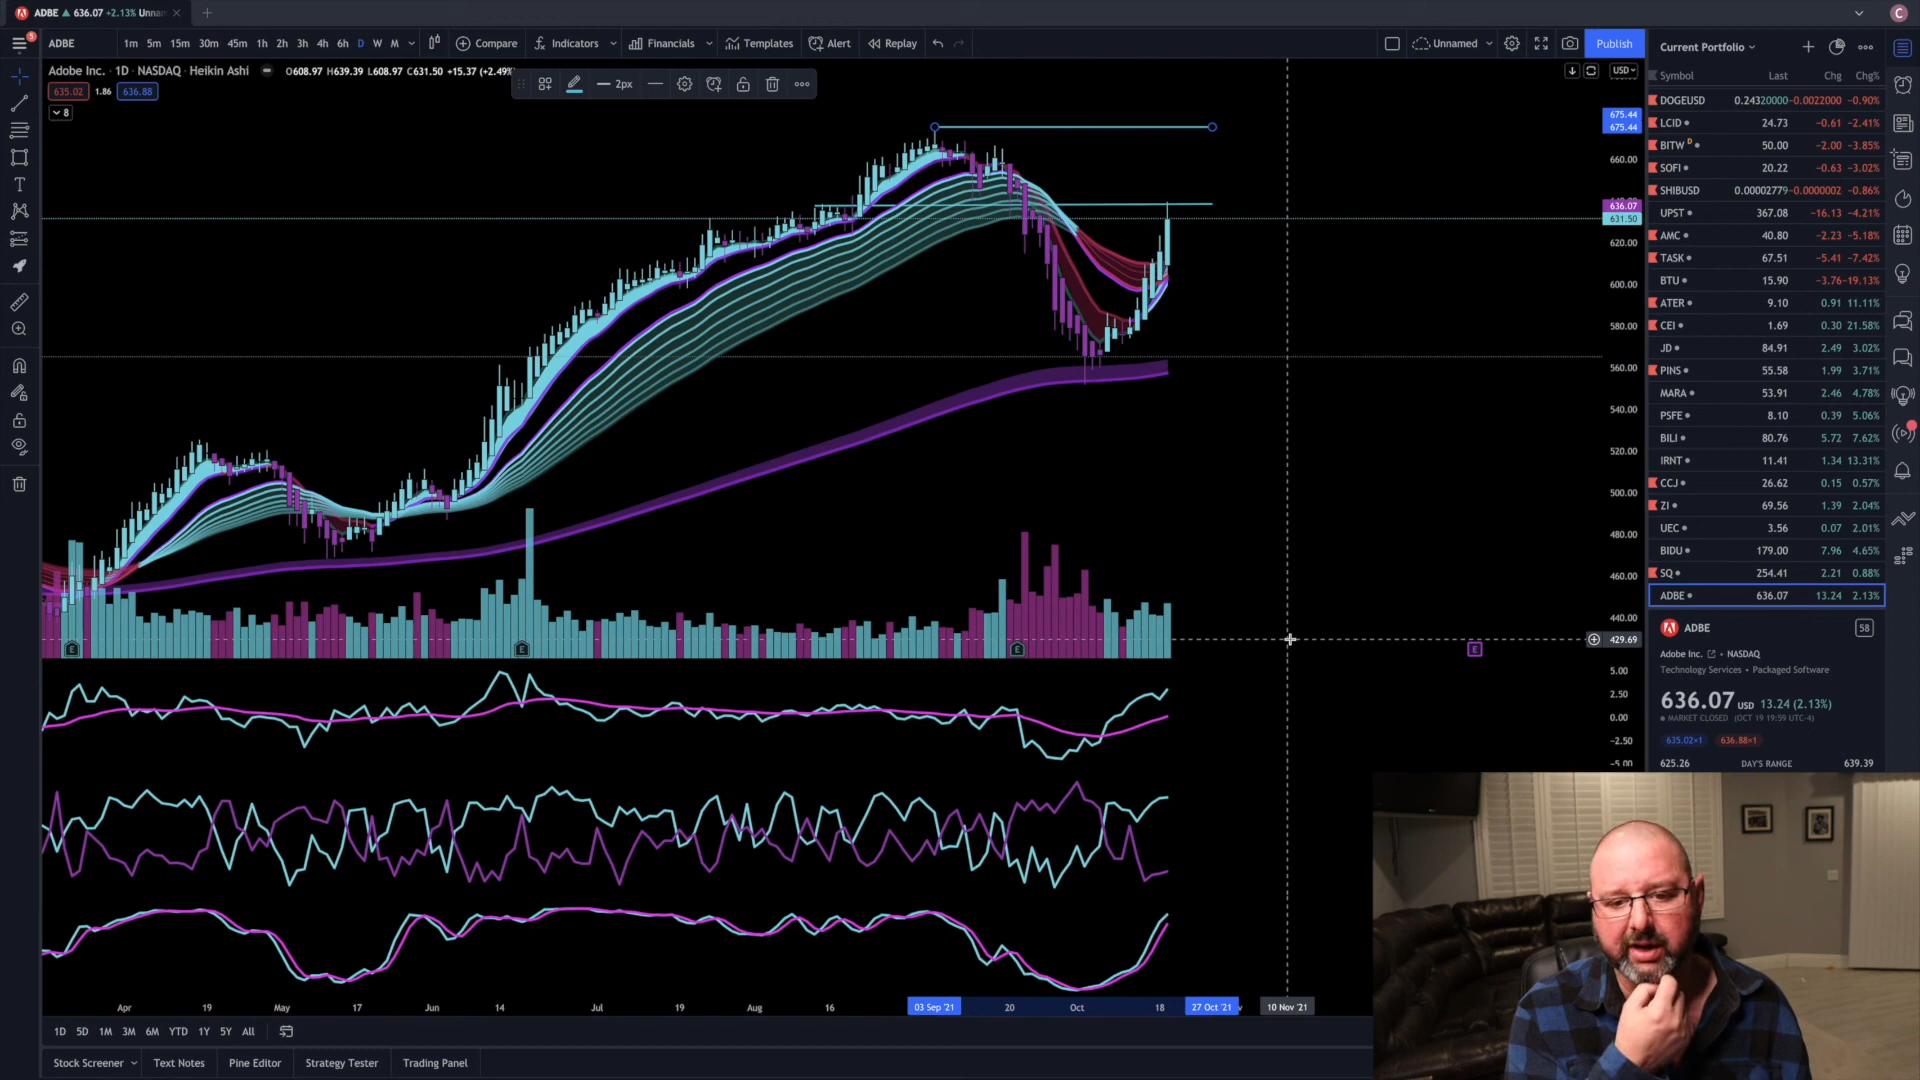 ADBE ▲ 636.07 +2.13% Unnan
C
5
ADBE 1m 5m 15m 30m 45m 1h 2h 3h 4h 6h D W M Compare Indicators Financials Templates Alert Replay Unnamed Publish
Current Portfolio
Adobe Inc. · 1D · NASDAQ · Heikin Ashi O608.97 H639.39 L608.97 C631.50 +15.37 (+2.49%
635.02 1.86 636.88
8
2px
USD
675.44
675.44
660.00
636.07
631.50
620.00
600.00
580.00
560.00
540.00
520.00
500.00
480.00
460.00
440.00
429.69
5.00
2.50
0.00
−2.50
−5.00
E E E E
Apr 19 May 17 Jun 14 Jul 19 Aug 16 03 Sep '21 20 Oct 18 27 Oct '21 10 Nov '21
1D 5D 1M 3M 6M YTD 1Y 5Y All
Stock Screener Text Notes Pine Editor Strategy Tester Trading Panel
Symbol Last Chg Chg%
DOGEUSD 0.24320000 −0.0022000 −0.90%
LCID 24.73 −0.61 −2.41%
BITW D 50.00 −2.00 −3.85%
SOFI 20.22 −0.63 −3.02%
SHIBUSD 0.00002779 −0.0000002 −0.86%
UPST 367.08 −16.13 −4.21%
AMC 40.80 −2.23 −5.18%
TASK 67.51 −5.41 −7.42%
BTU 15.90 −3.76 −19.13%
ATER 9.10 0.91 11.11%
CEI 1.69 0.30 21.58%
JD 84.91 2.49 3.02%
PINS 55.58 1.99 3.71%
MARA 53.91 2.46 4.78%
PSFE 8.10 0.39 5.06%
BILI 80.76 5.72 7.62%
IRNT 11.41 1.34 13.31%
CCJ 26.62 0.15 0.57%
ZI 69.56 1.39 2.04%
UEC 3.56 0.07 2.01%
BIDU 179.00 7.96 4.65%
SQ 254.41 2.21 0.88%
ADBE 636.07 13.24 2.13%
ADBE 58
Adobe Inc. • NASDAQ
Technology Services • Packaged Software
636.07 USD 13.24 (2.13%)
MARKET CLOSED (OCT 19 19:59 UTC-4)
635.02×1 636.88×1
625.26 DAY'S RANGE 639.39